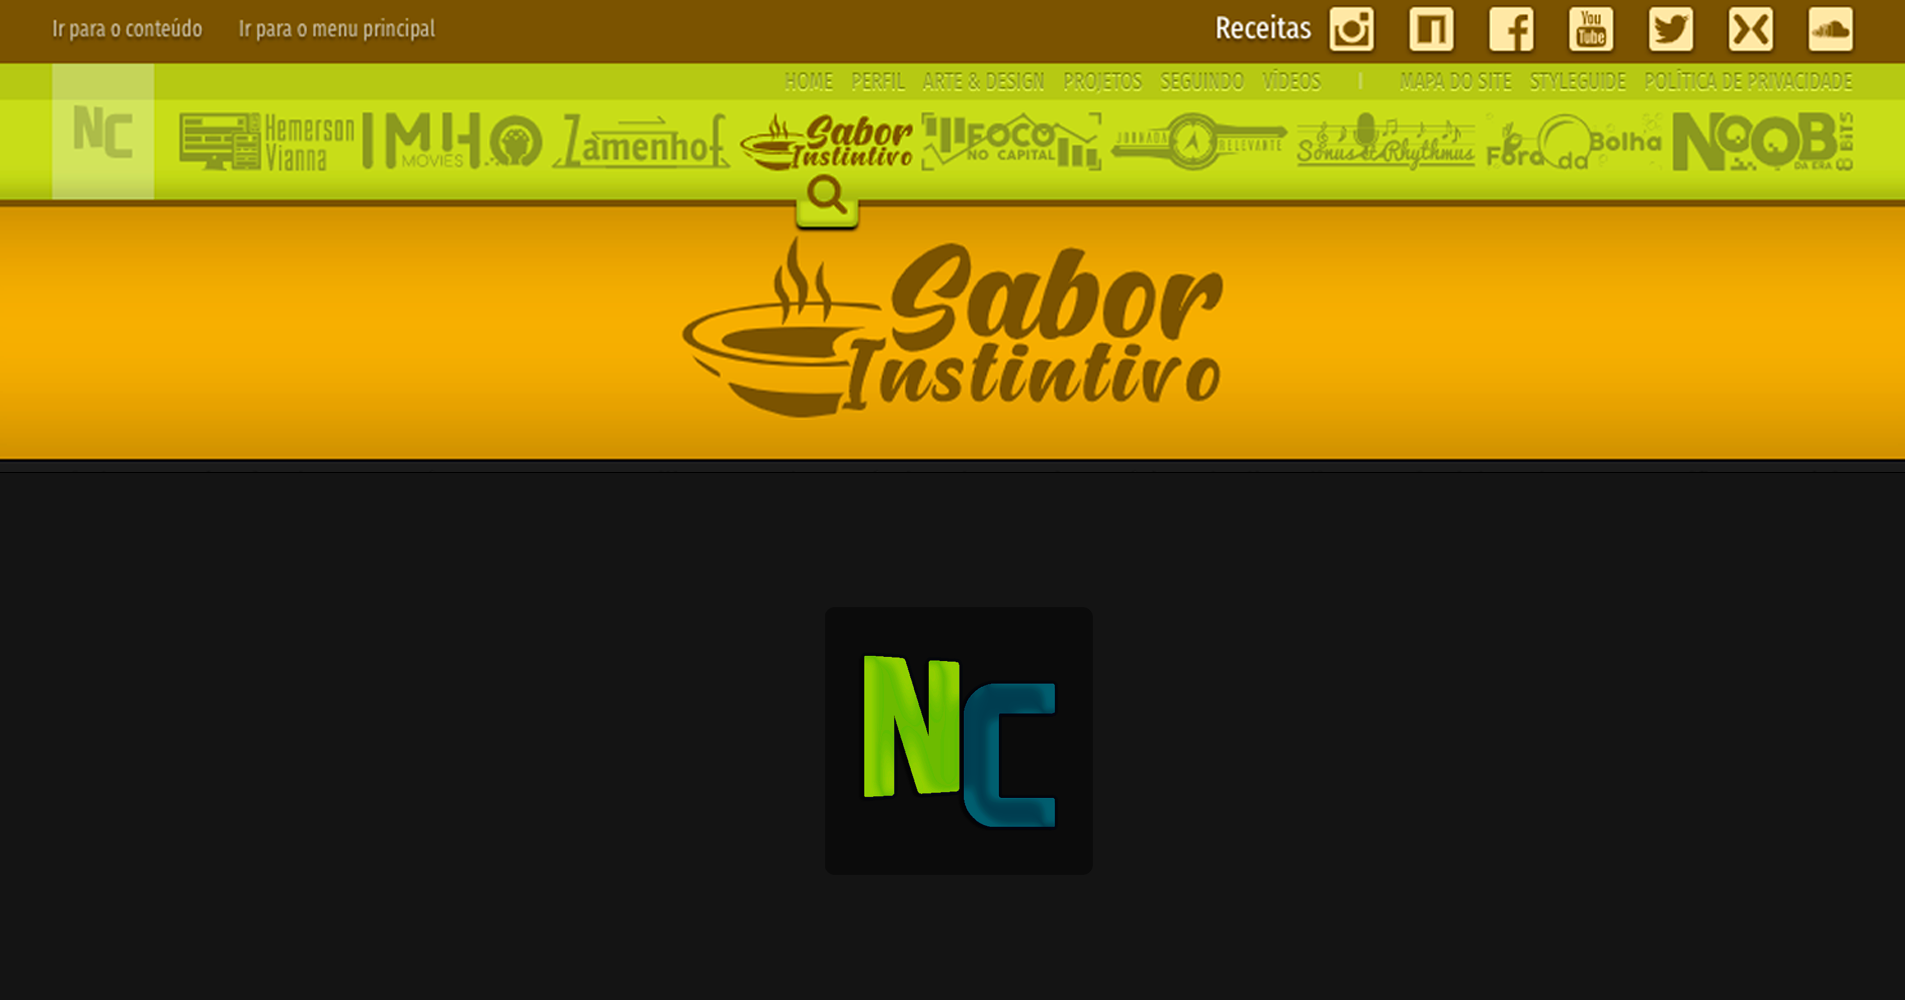 Ir para o conteúdo Ir para o menu principal Receitas You Tube
HOME PERFIL ARTE & DESIGN PROJETOS SEGUINDO VÍDEOS | MAPA DO SITE STYLEGUIDE POLÍTICA DE PRIVACIDADE
NC
Hemerson
Vianna
IMHO
MOVIES
Zamenhof
Sabor
Instintivo
FOCO
NO CAPITAL
JORNADA RELEVANTE
Sonus et Rhythmus
Fora da Bolha
NOOB
DA ERA 8 BITS
Sabor
Instintivo
NC